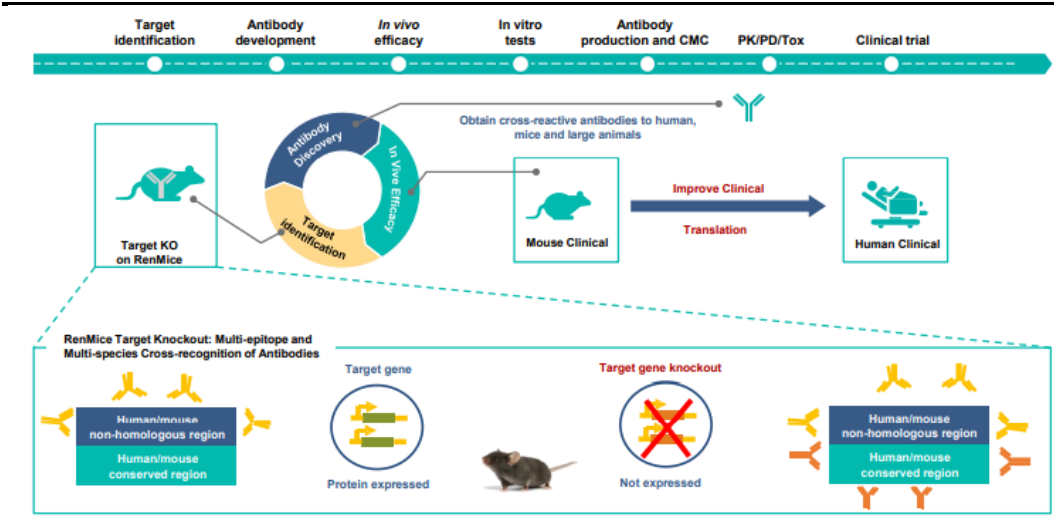 Target
identification
Antibody
development
In vivo
efficacy
In vitro
tests
Antibody
production and CMC
PK/PD/Tox
Clinical trial
Target KO
on RenMice
Antibody
Discovery
In Vive Efficacy
Target
identification
Obtain cross-reactive antibodies to human,
mice and large animals
Mouse Clinical
Improve Clinical
Translation
Human Clinical
RenMice Target Knockout: Multi-epitope and
Multi-species Cross-recognition of Antibodies
Human/mouse
non-homologous region
Human/mouse
conserved region
Target gene
Protein expressed
Target gene knockout
Not expressed
Human/mouse
non-homologous region
Human/mouse
conserved region